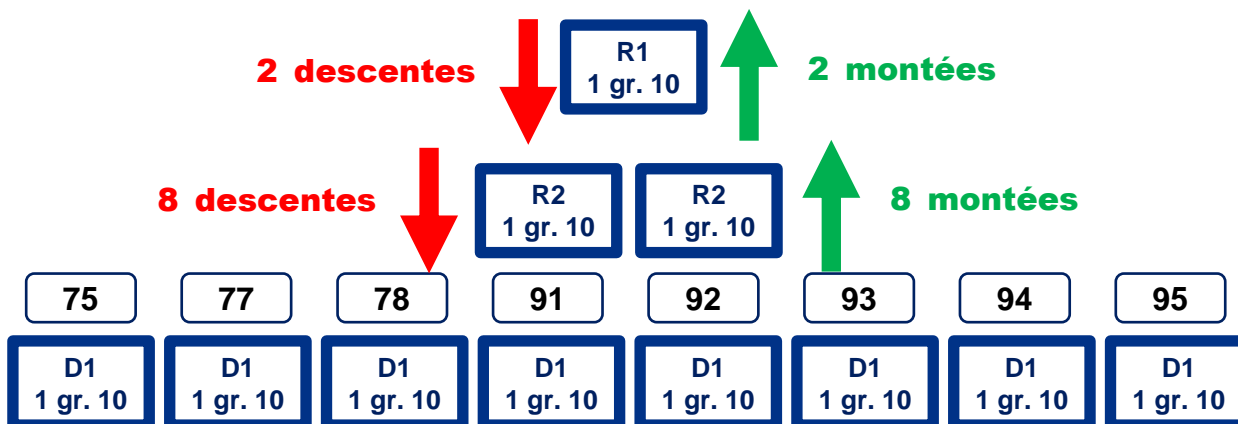 R1
1 gr. 10
2 descentes
2 montées
R2
1 gr. 10
R2
1 gr. 10
8 descentes
8 montées
75
77
78
91
92
93
94
95
D1
1 gr. 10
D1
1 gr. 10
D1
1 gr. 10
D1
1 gr. 10
D1
1 gr. 10
D1
1 gr. 10
D1
1 gr. 10
D1
1 gr. 10